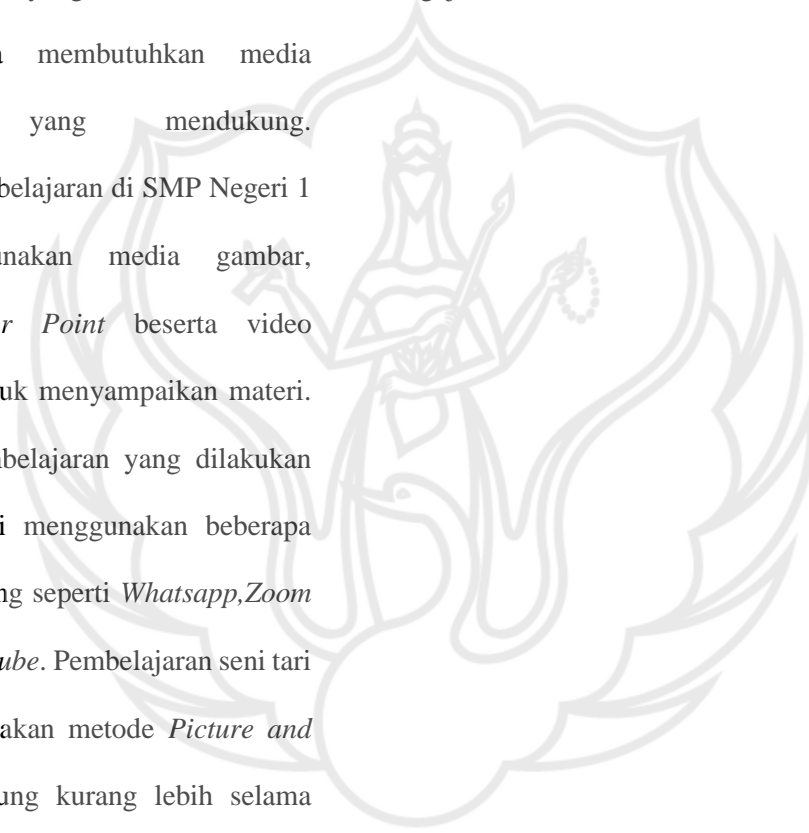 membutuhkan media
yang mendukung.
belajaran di SMP Negeri 1
unakan media gambar,
r Point beserta video
uk menyampaikan materi.
belajaran yang dilakukan
i menggunakan beberapa
ng seperti Whatsapp,Zoom
ube. Pembelajaran seni tari
akan metode Picture and
ung kurang lebih selama